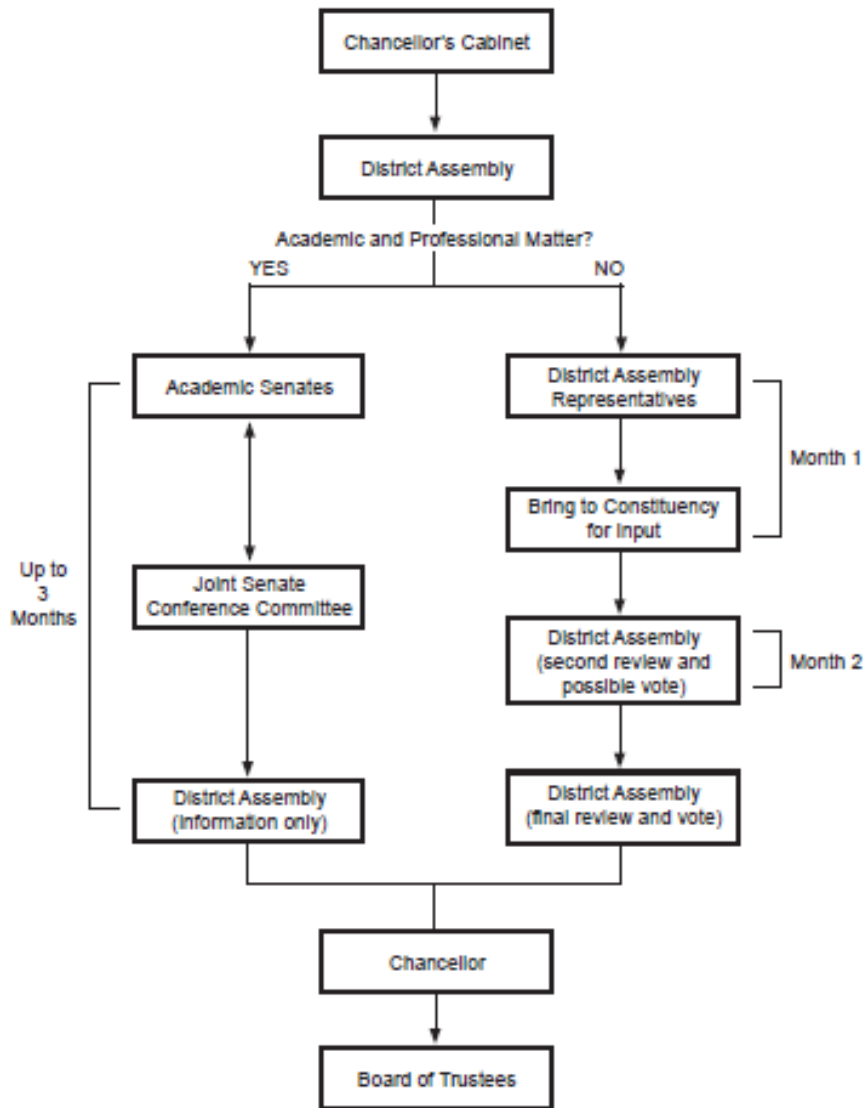 Chancellor's Cabinet
District Assembly
Academic and Professional Matter?
YES
NO
Academic Senates
District Assembly
Representatives
Month 1
Bring to Constituency
for Input
Up to
3
Months
Joint Senate
Conference Committee
District Assembly
(second review and
possible vote)
Month 2
District Assembly
(information only)
District Assembly
(final review and vote)
Chancellor
Board of Trustees